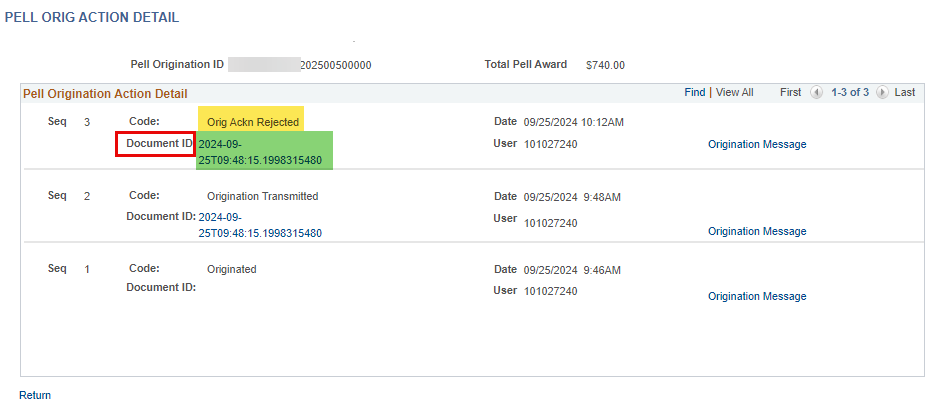 PELL ORIG ACTION DETAIL
Pell Origination ID 202500500000 Total Pell Award $740.00
Pell Origination Action Detail Find | View All First 1-3 of 3 Last
Seq 3 Code: Orig Ackn Rejected Date 09/25/2024 10:12AM
Document ID: 2024-09- User 101027240 Origination Message
25T09:48:15.1998315480
Seq 2 Code: Origination Transmitted Date 09/25/2024 9:48AM
Document ID: 2024-09- User 101027240
25T09:48:15.1998315480 Origination Message
Seq 1 Code: Originated Date 09/25/2024 9:46AM
Document ID: User 101027240 Origination Message
Return